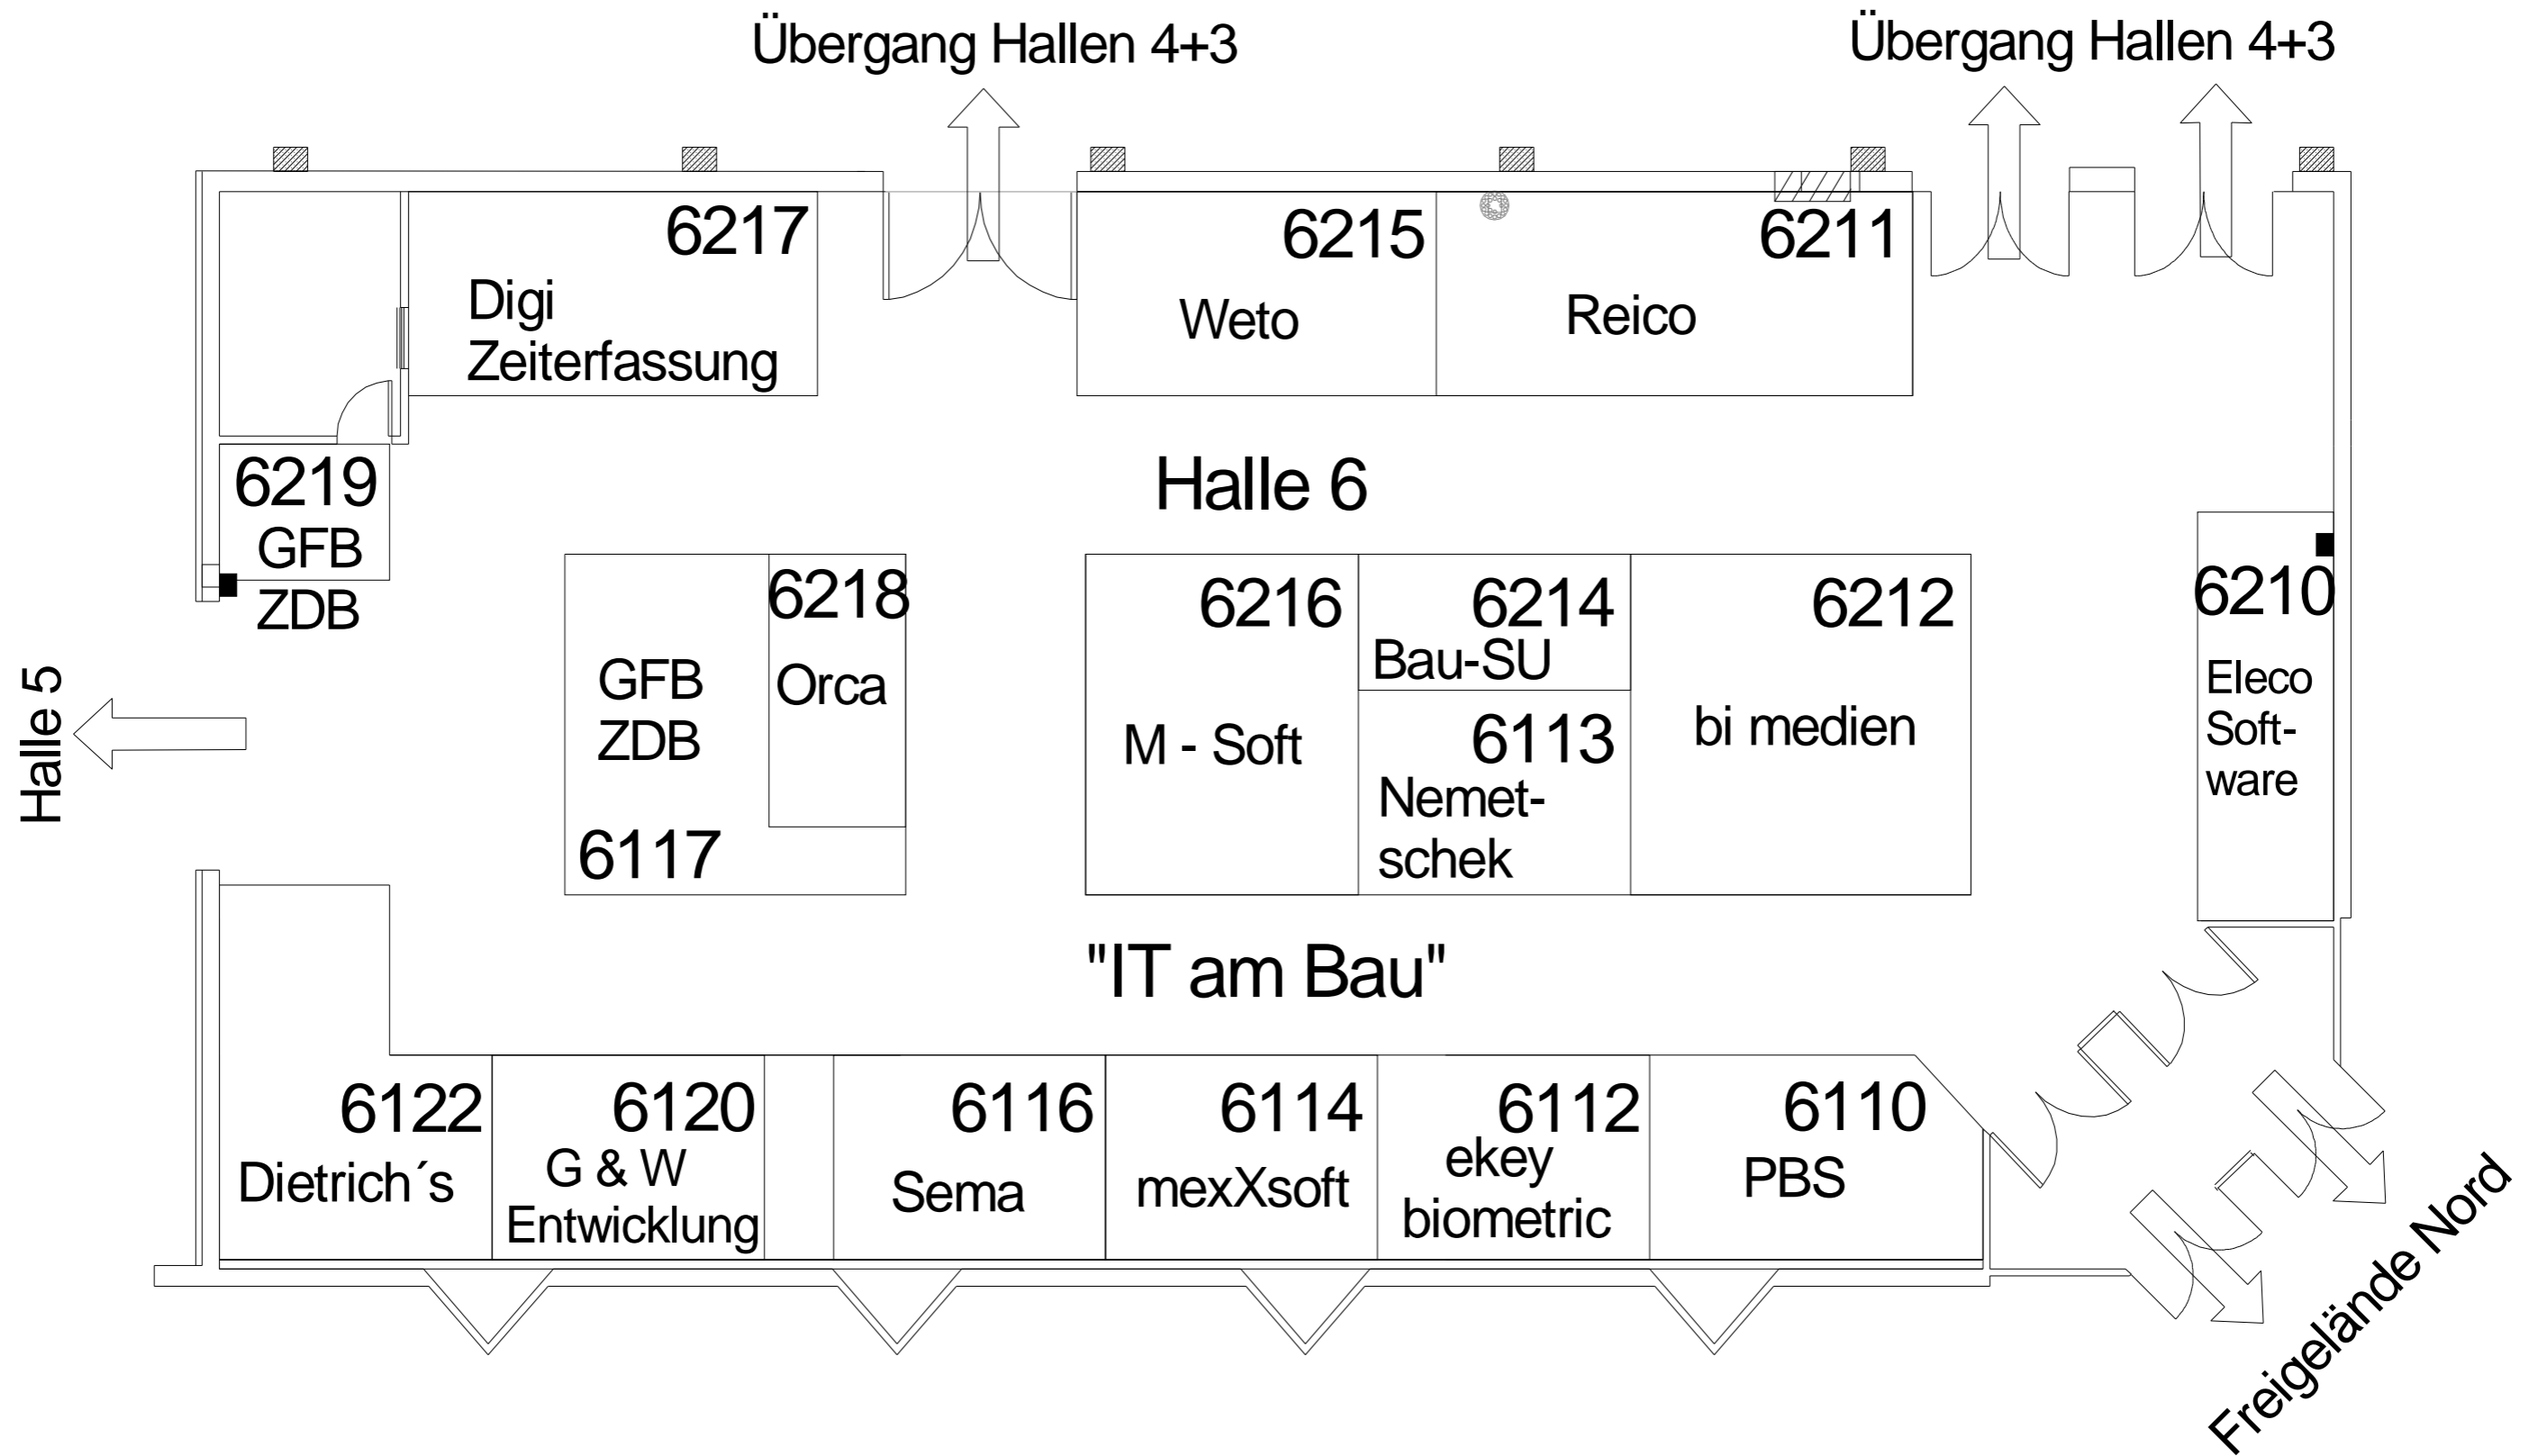 Übergang Hallen 4+3
Übergang Hallen 4+3
6217
Digi
Zeiterfassung
6215
Weto
6211
Reico
Halle 6
6219
GFB
ZDB
6218
Orca
GFB
ZDB
6117
6216
M - Soft
6214
Bau-SU
6113
Nemet-
schek
6212
bi medien
6210
Eleco
Soft-
ware
Halle 5
"IT am Bau"
6122
Dietrich´s
6120
G & W
Entwicklung
6116
Sema
6114
mexXsoft
6112
ekey
biometric
6110
PBS
Freigelände Nord